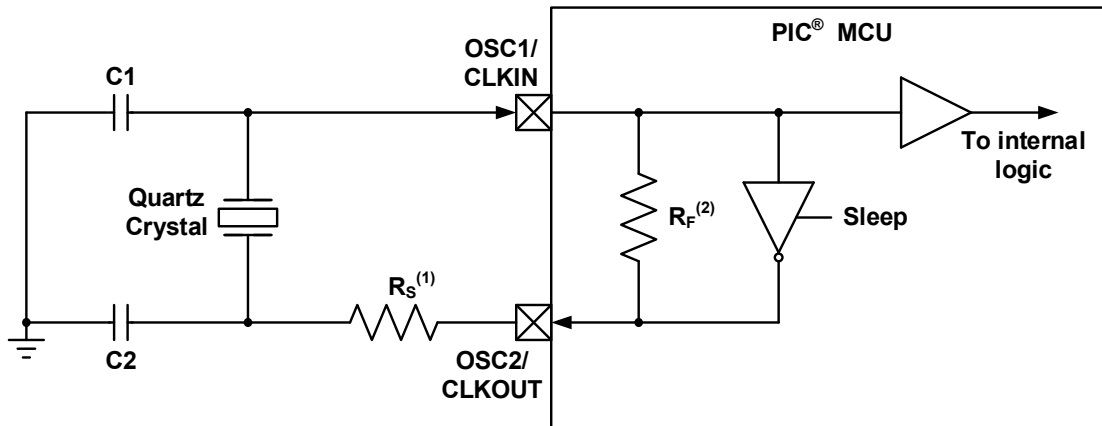 PIC® MCU
OSC1/
CLKIN
C1
To internal
logic
Quartz
Crystal
RF(2)
Sleep
RS(1)
C2
OSC2/
CLKOUT